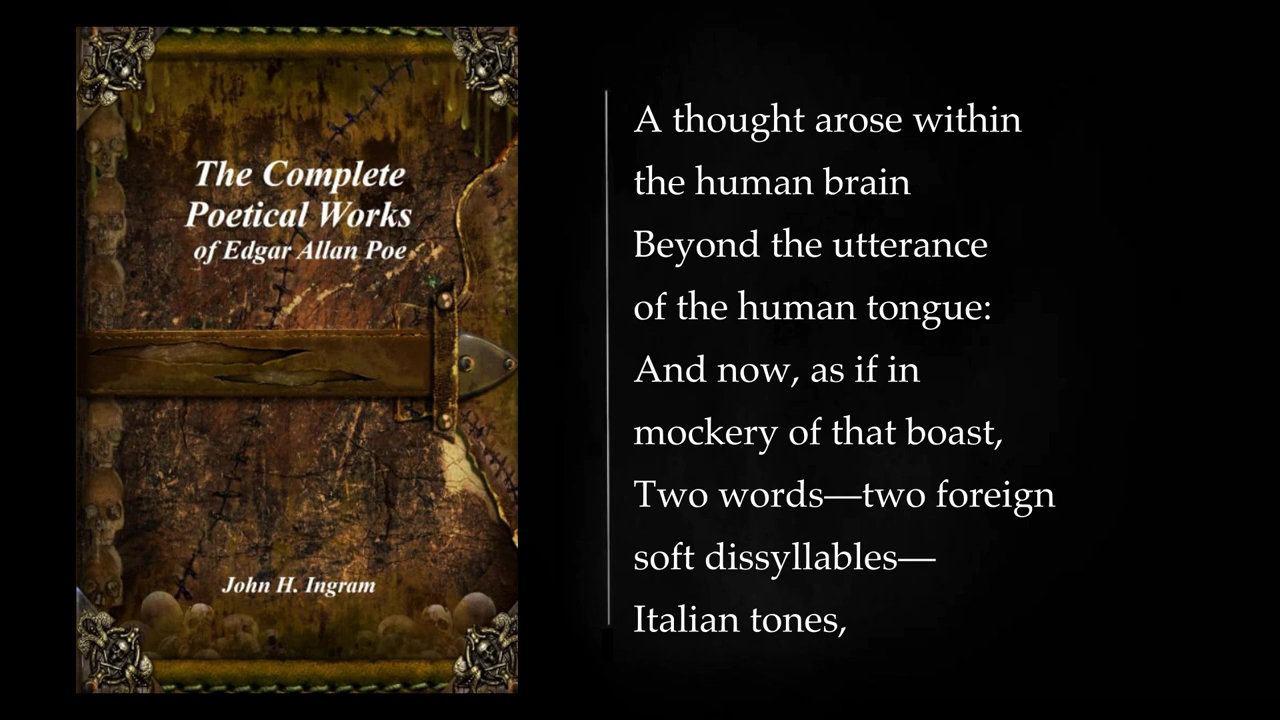 The Complete
Poetical Works
of Edgar Allan Poe
John H. Ingram
A thought arose within
the human brain
Beyond the utterance
of the human tongue:
And now, as if in
mockery of that boast,
Two words—two foreign
soft dissyllables—
Italian tones,